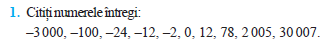 1. Citiți numerele întregi:
–3 000, –100, –24, –12, –2, 0, 12, 78, 2 005, 30 007.